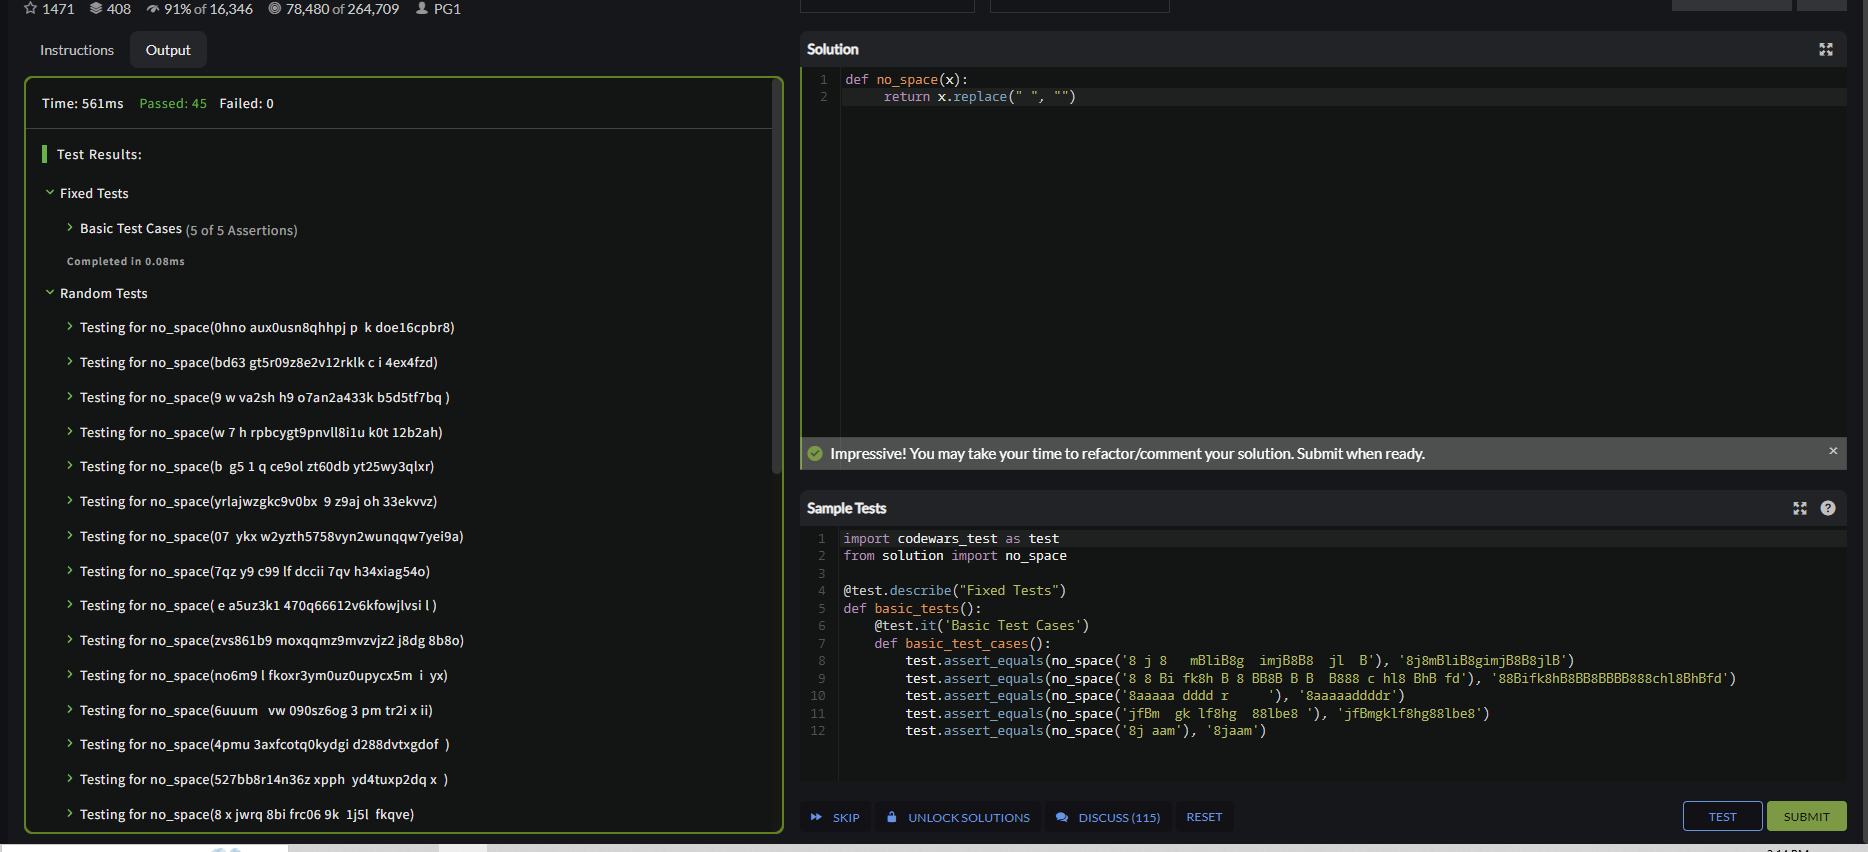 1471 408 91% of 16,346 78,480 of 264,709 PG1
Instructions Output
Time: 561ms Passed: 45 Failed: 0
Test Results:
Fixed Tests
Basic Test Cases (5 of 5 Assertions)
Completed in 0.08ms
Random Tests
Testing for no_space(0hno aux0usn8qhhpj p  k doe16cpbr8)
Testing for no_space(bd63 gt5r09z8e2v12rklk c i 4ex4fzd)
Testing for no_space(9 w va2sh h9 o7an2a433k b5d5tf7bq )
Testing for no_space(w 7 h rpbcygt9pnvll8i1u k0t 12b2ah)
Testing for no_space(b  g5 1 q ce9ol zt60db yt25wy3qlxr)
Testing for no_space(yrlajwzgkc9v0bx  9 z9aj oh 33ekvvz)
Testing for no_space(07  ykx w2yzth5758vyn2wunqqw7yei9a)
Testing for no_space(7qz y9 c99 lf dccii 7qv h34xiag54o)
Testing for no_space( e a5uz3k1 470q66612v6kfowjlvsi l )
Testing for no_space(zvs861b9 moxqqmz9mvzvjz2 j8dg 8b8o)
Testing for no_space(no6m9 l fkoxr3ym0uz0upycx5m  i  yx)
Testing for no_space(6uuum   vw 090sz6og 3 pm tr2i x ii)
Testing for no_space(4pmu 3axfcotq0kydgi d288dvtxgdof  )
Testing for no_space(527bb8r14n36z xpph  yd4tuxp2dq x  )
Testing for no_space(8 x jwrq 8bi frc06 9k  1j5l  fkqve)
Solution
1 def no_space(x):
2     return x.replace(" ", "")
Impressive! You may take your time to refactor/comment your solution. Submit when ready. ×
Sample Tests ?
1 import codewars_test as test
2 from solution import no_space
3
4 @test.describe("Fixed Tests")
5 def basic_tests():
6     @test.it('Basic Test Cases')
7     def basic_test_cases():
8         test.assert_equals(no_space('8 j 8   mBliB8g  imjB8B8  jl  B'), '8j8mBliB8gimjB8B8jlB')
9         test.assert_equals(no_space('8 8 Bi fk8h B 8 BB8B B B  B888 c hl8 BhB fd'), '88Bifk8hB8BB8BBBB888chl8BhBfd')
10         test.assert_equals(no_space('8aaaaa dddd r     '), '8aaaaaddddr')
11         test.assert_equals(no_space('jfBm  gk lf8hg  88lbe8 '), 'jfBmgklf8hg88lbe8')
12         test.assert_equals(no_space('8j aam'), '8jaam')
SKIP UNLOCK SOLUTIONS DISCUSS (115) RESET TEST SUBMIT